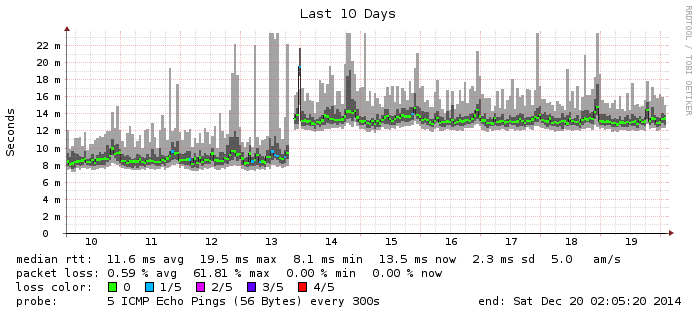 Last 10 Days
RRDTOOL / TOBI OETIKER
Seconds
22 m
20 m
18 m
16 m
14 m
12 m
10 m
8 m
6 m
4 m
2 m
0
10 11 12 13 14 15 16 17 18 19
median rtt: 11.6 ms avg 19.5 ms max 8.1 ms min 13.5 ms now 2.3 ms sd 5.0 am/s
packet loss: 0.59 % avg 61.81 % max 0.00 % min 0.00 % now
loss color: 0 1/5 2/5 3/5 4/5
probe: 5 ICMP Echo Pings (56 Bytes) every 300s end: Sat Dec 20 02:05:20 2014